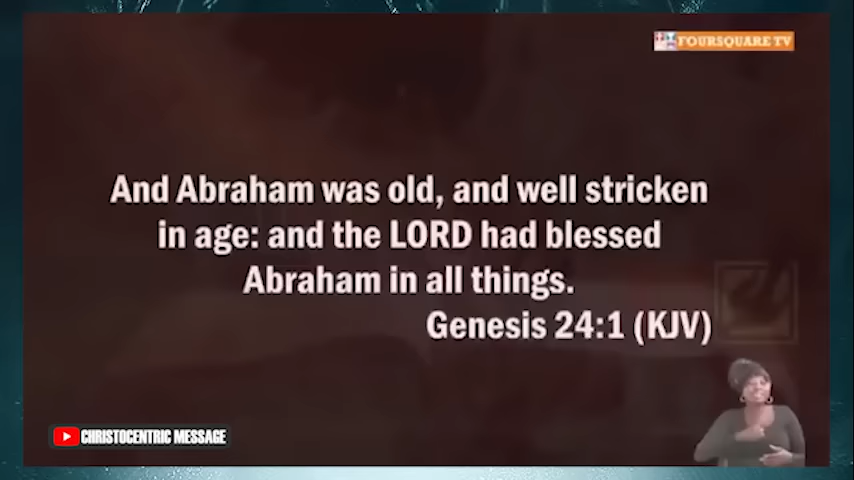 FOURSQUARE TV
And Abraham was old, and well stricken
in age: and the LORD had blessed
Abraham in all things.
Genesis 24:1 (KJV)
CHRISTOCENTRIC MESSAGE